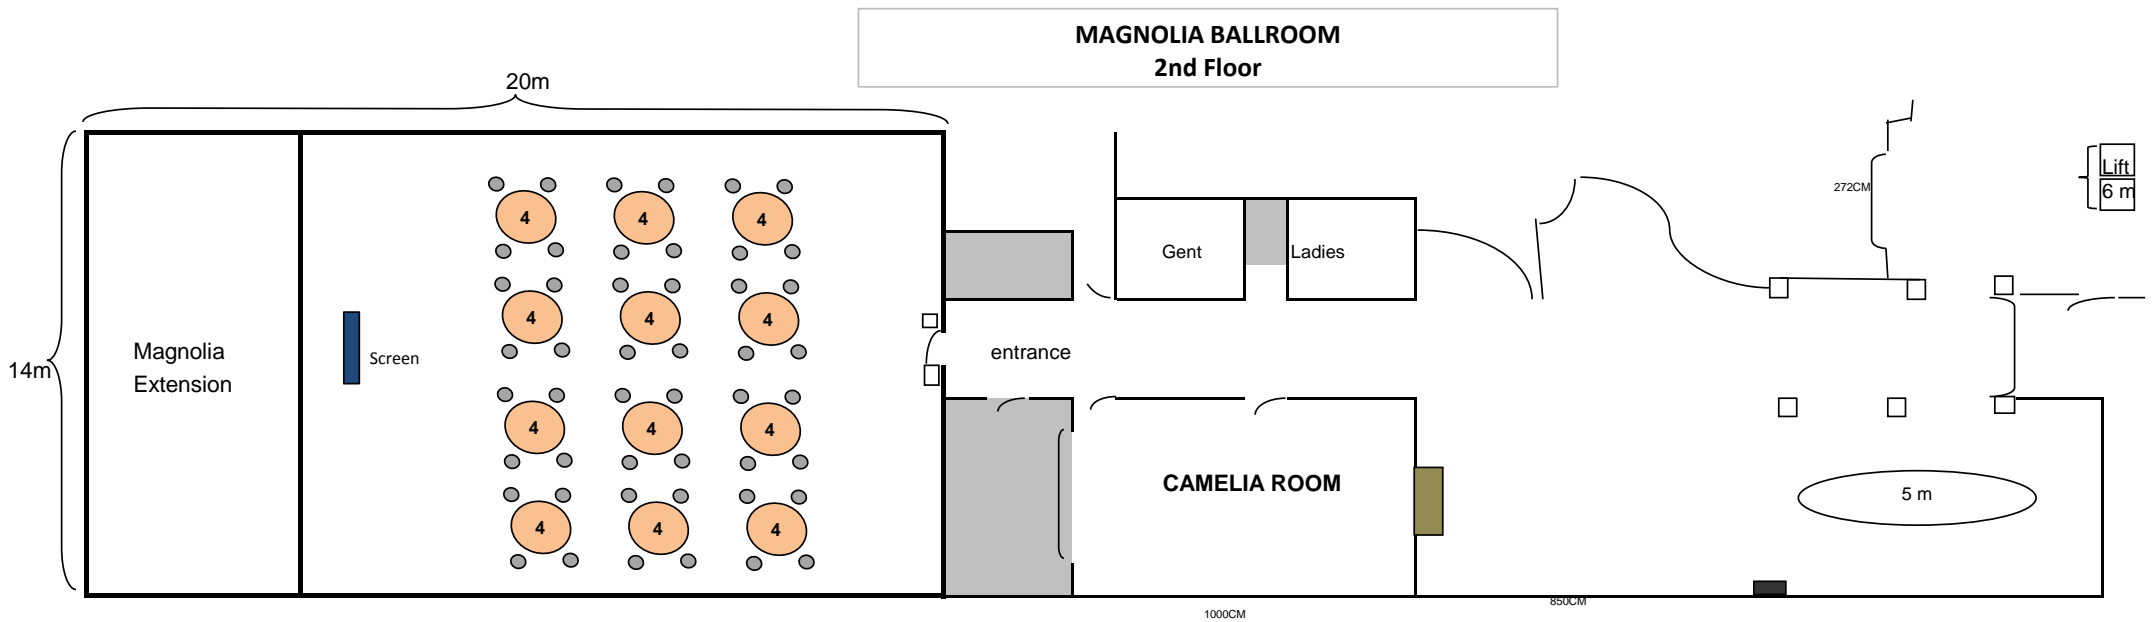 MAGNOLIA BALLROOM
2nd Floor
20m
14m
Magnolia
Extension
Screen
4
4
4
4
4
4
4
4
4
4
4
4
entrance
Gent
Ladies
CAMELIA ROOM
272CM
Lift
6 m
5 m
850CM
1000CM